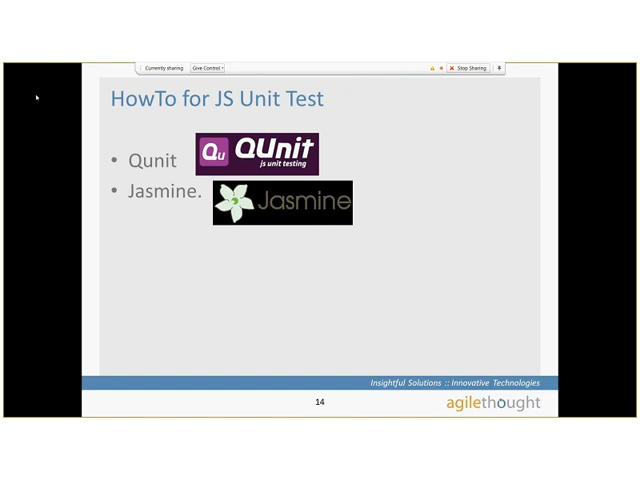 Currently sharing Give Control Stop Sharing
HowTo for JS Unit Test
• Qunit
Qu QUnit
js unit testing
• Jasmine.
Jasmine
Insightful Solutions :: Innovative Technologies
14
agilethought